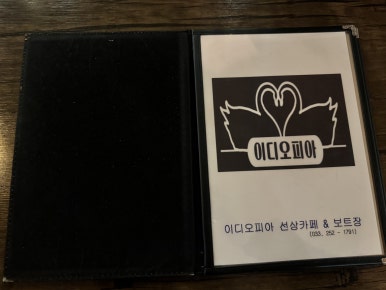 이디오피아
이디오피아 선상카페 & 보트장
(033. 252 - 1791)